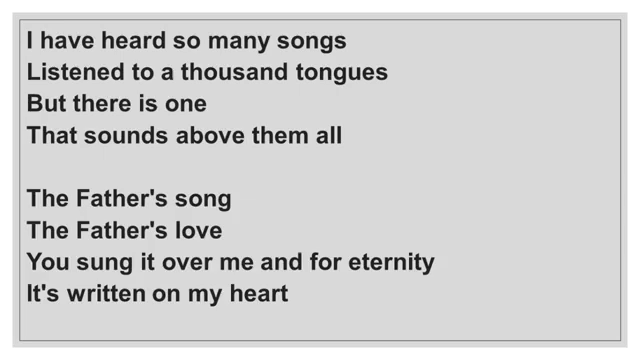 I have heard so many songs
Listened to a thousand tongues
But there is one
That sounds above them all
The Father's song
The Father's love
You sung it over me and for eternity
It's written on my heart